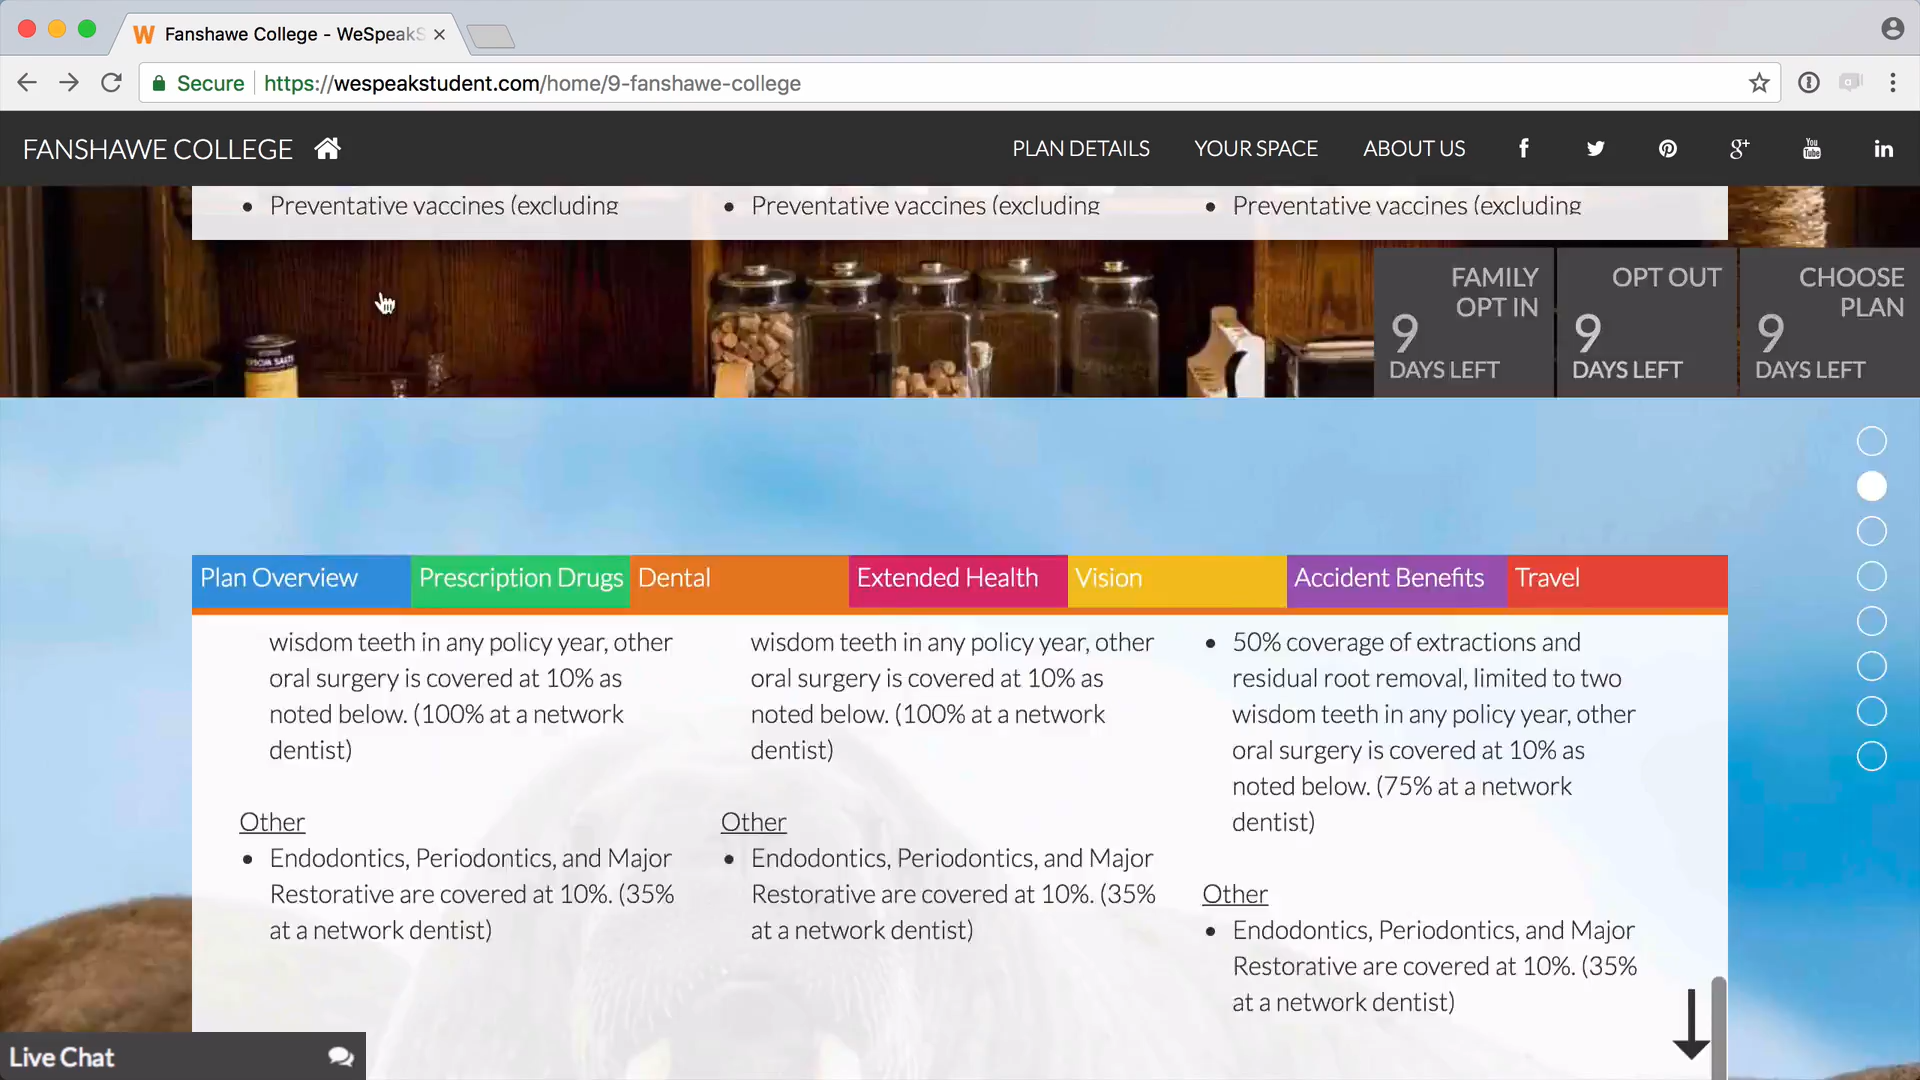 Fanshawe College - WeSpeakS
Secure https://wespeakstudent.com/home/9-fanshawe-college
FANSHAWE COLLEGE
PLAN DETAILS
YOUR SPACE
ABOUT US
You
Tube
Preventative vaccines (excluding
Preventative vaccines (excluding
Preventative vaccines (excluding
EPSOM SALTS
FAMILY
OPT IN
9
DAYS LEFT
OPT OUT
9
DAYS LEFT
CHOOSE
PLAN
9
DAYS LEFT
Plan Overview
Prescription Drugs
Dental
Extended Health
Vision
Accident Benefits
Travel
wisdom teeth in any policy year, other
oral surgery is covered at 10% as
noted below. (100% at a network
dentist)
Other
Endodontics, Periodontics, and Major
Restorative are covered at 10%. (35%
at a network dentist)
wisdom teeth in any policy year, other
oral surgery is covered at 10% as
noted below. (100% at a network
dentist)
Other
Endodontics, Periodontics, and Major
Restorative are covered at 10%. (35%
at a network dentist)
50% coverage of extractions and
residual root removal, limited to two
wisdom teeth in any policy year, other
oral surgery is covered at 10% as
noted below. (75% at a network
dentist)
Other
Endodontics, Periodontics, and Major
Restorative are covered at 10%. (35%
at a network dentist)
Live Chat